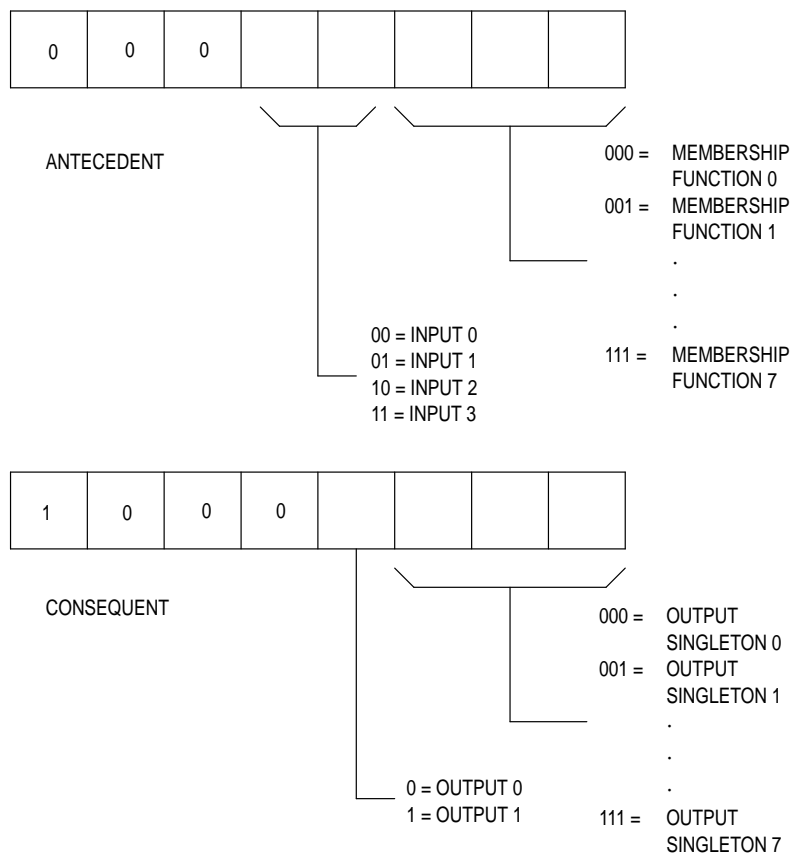 0 0 0
ANTECEDENT
000 = MEMBERSHIP
FUNCTION 0
001 = MEMBERSHIP
FUNCTION 1
.
.
.
111 = MEMBERSHIP
FUNCTION 7
00 = INPUT 0
01 = INPUT 1
10 = INPUT 2
11 = INPUT 3
1 0 0 0
CONSEQUENT
000 = OUTPUT
SINGLETON 0
001 = OUTPUT
SINGLETON 1
.
.
.
111 = OUTPUT
SINGLETON 7
0 = OUTPUT 0
1 = OUTPUT 1